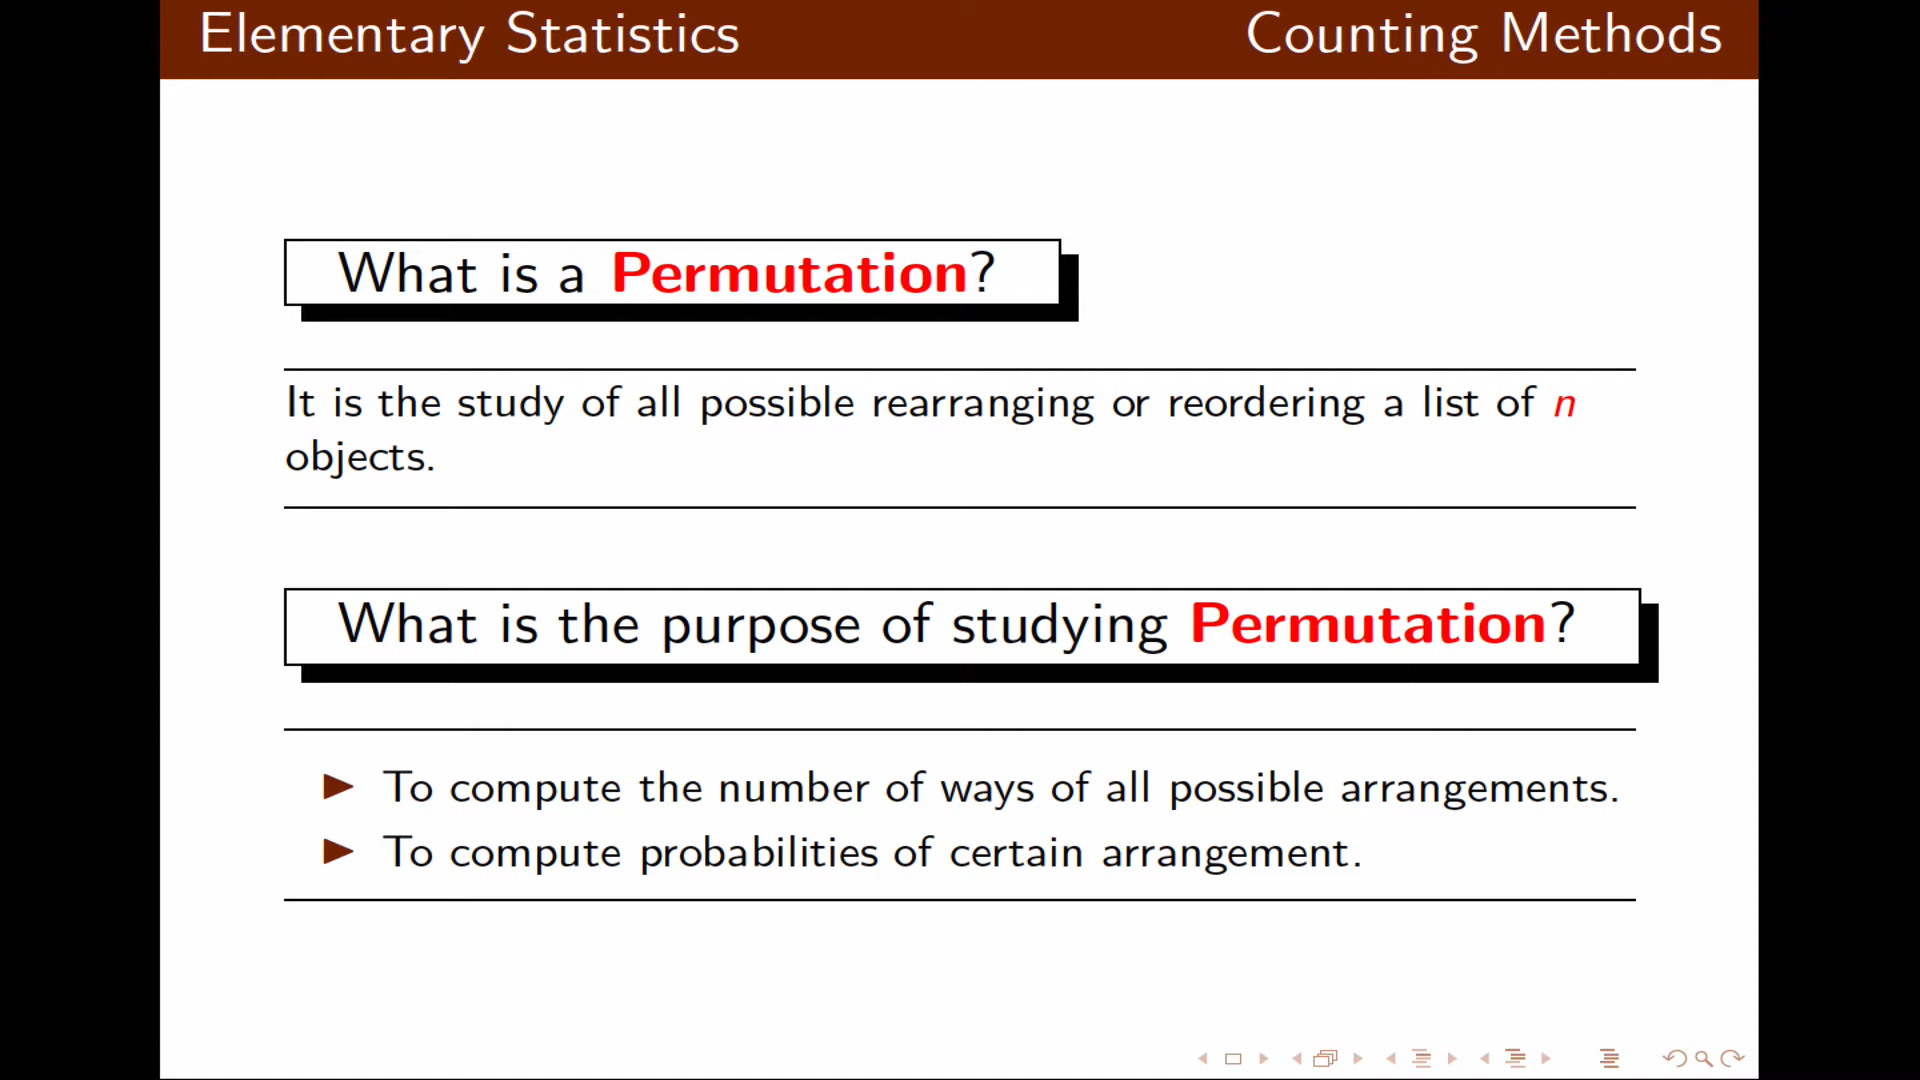 Elementary Statistics Counting Methods
What is a Permutation?
It is the study of all possible rearranging or reordering a list of n
objects.
What is the purpose of studying Permutation?
To compute the number of ways of all possible arrangements.
To compute probabilities of certain arrangement.